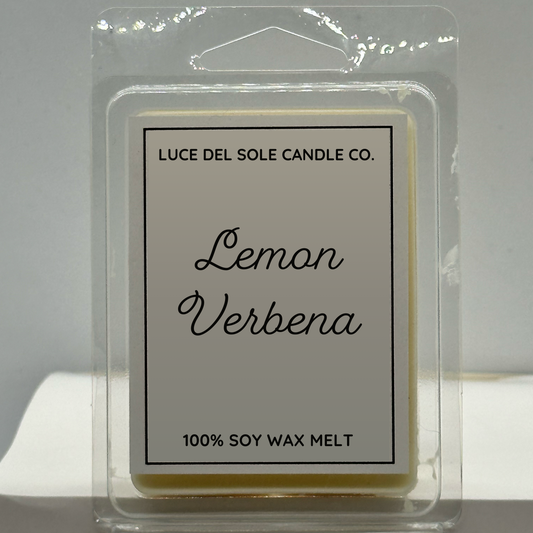 LUCE DEL SOLE CANDLE CO.
Lemon
Verbena
100% SOY WAX MELT